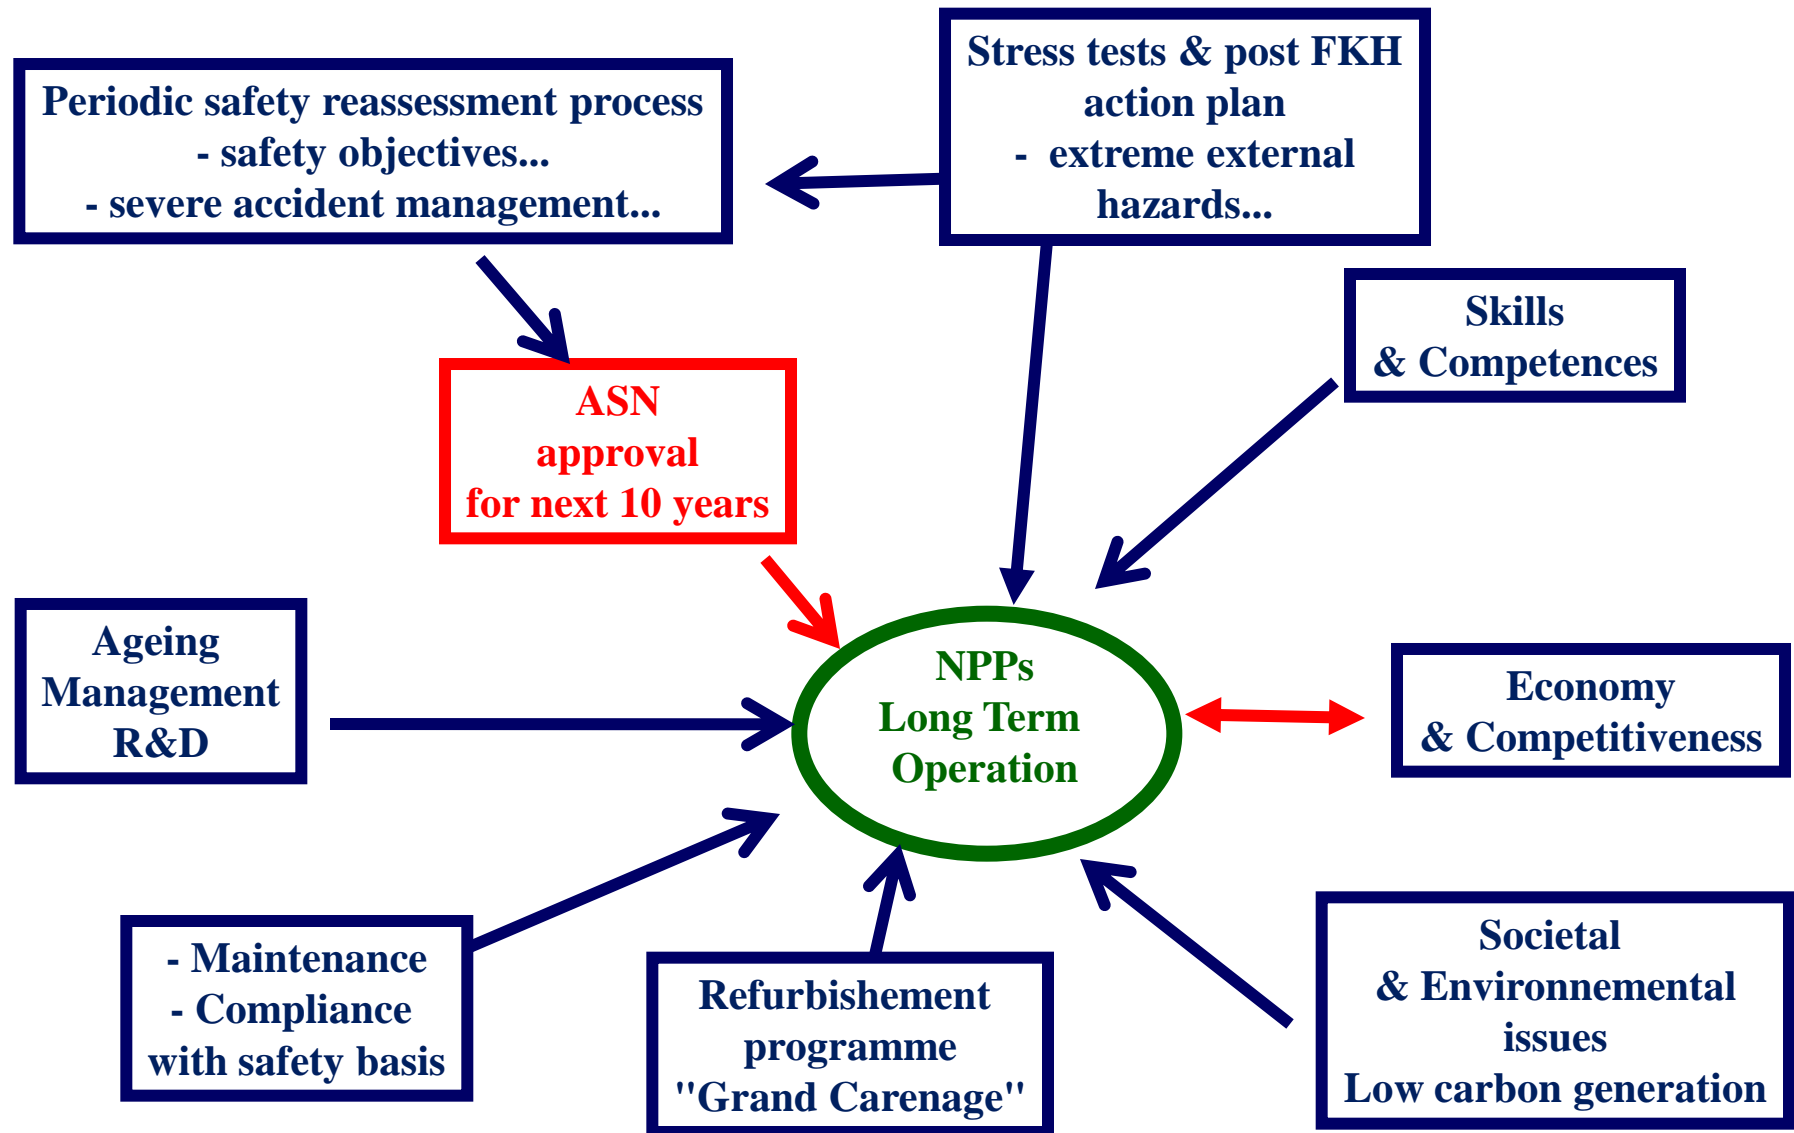 Periodic safety reassessment process
- safety objectives...
- severe accident management...
Stress tests & post FKH
action plan
- extreme external
hazards...
Skills
& Competences
ASN
approval
for next 10 years
Ageing
Management
R&D
NPPs
Long Term
Operation
Economy
& Competitiveness
- Maintenance
- Compliance
with safety basis
Refurbishement
programme
"Grand Carenage"
Societal
& Environnemental
issues
Low carbon generation